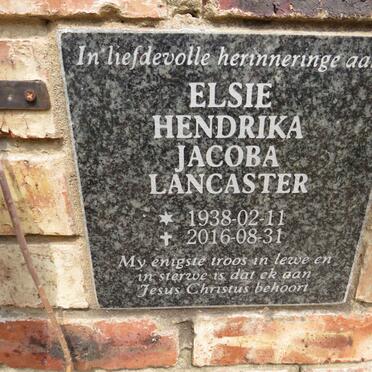 In liefdevolle herinneringe aa
ELSIE
HENDRIKA
JACOBA
LANCASTER
✶ 1938-02-11
✝ 2016-08-31
My enigste troos in lewe en
in sterwe is dat ek aan
Jesus Christus behoort